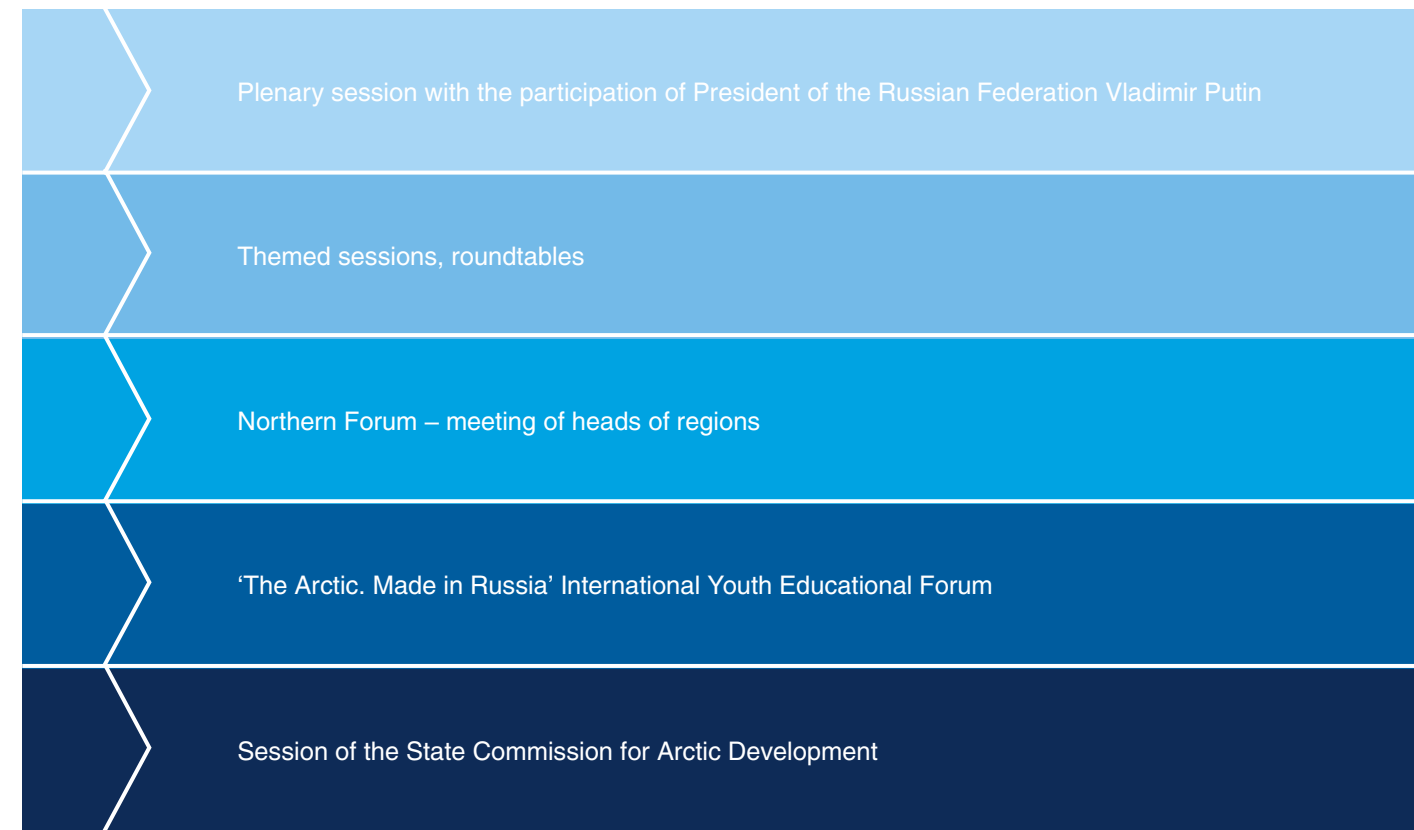 Plenary session with the participation of President of the Russian Federation Vladimir Putin
Themed sessions, roundtables
Northern Forum – meeting of heads of regions
‘The Arctic. Made in Russia’ International Youth Educational Forum
Session of the State Commission for Arctic Development